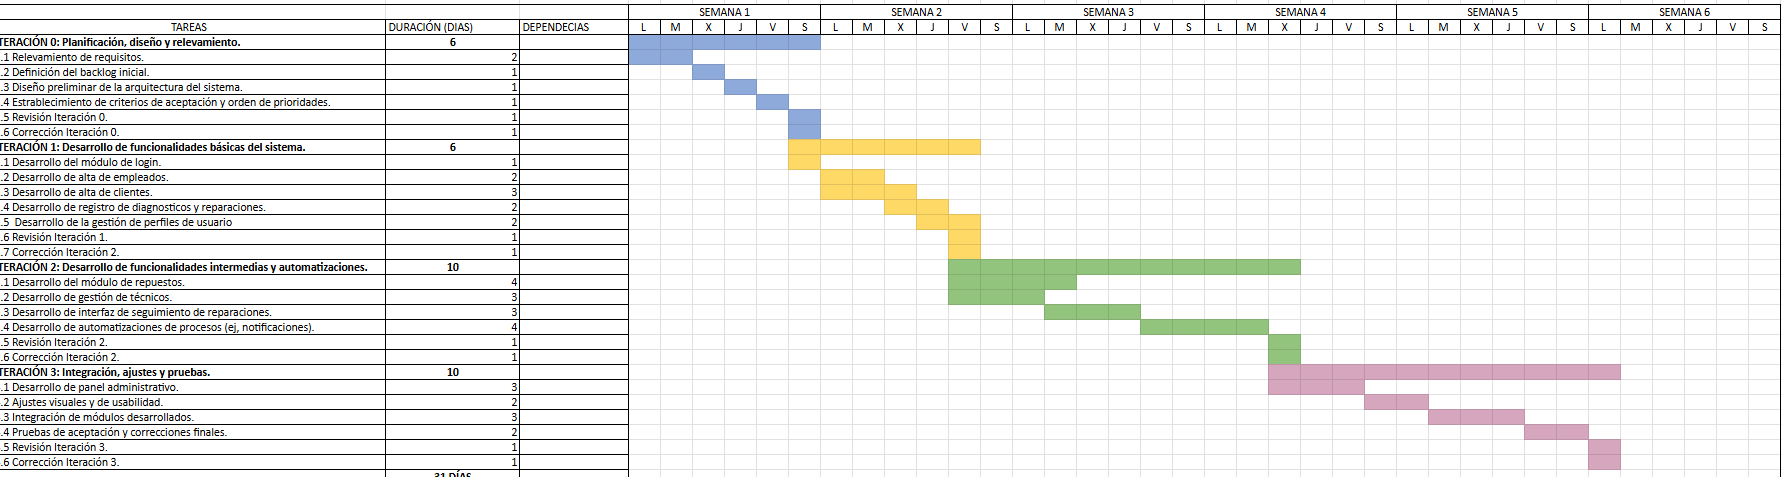 SEMANA 1 SEMANA 2 SEMANA 3 SEMANA 4 SEMANA 5 SEMANA 6
TAREAS DURACIÓN (DIAS) DEPENDECIAS L M X J V S L M X J V S L M X J V S L M X J V S L M X J V S L M X J V S
TERACIÓN 0: Planificación, diseño y relevamiento. 6
.1 Relevamiento de requisitos. 2
.2 Definición del backlog inicial. 1
.3 Diseño preliminar de la arquitectura del sistema. 1
.4 Establecimiento de criterios de aceptación y orden de prioridades. 1
.5 Revisión Iteración 0. 1
.6 Corrección Iteración 0. 1
TERACIÓN 1: Desarrollo de funcionalidades básicas del sistema. 6
.1 Desarrollo del módulo de login. 1
.2 Desarrollo de alta de empleados. 2
.3 Desarrollo de alta de clientes. 3
.4 Desarrollo de registro de diagnosticos y reparaciones. 2
.5 Desarrollo de la gestión de perfiles de usuario 2
.6 Revisión Iteración 1. 1
.7 Corrección Iteración 2. 1
TERACIÓN 2: Desarrollo de funcionalidades intermedias y automatizaciones. 10
.1 Desarrollo del módulo de repuestos. 4
.2 Desarrollo de gestión de técnicos. 3
.3 Desarrollo de interfaz de seguimiento de reparaciones. 3
.4 Desarrollo de automatizaciones de procesos (ej, notificaciones). 4
.5 Revisión Iteración 2. 1
.6 Corrección Iteración 2. 1
TERACIÓN 3: Integración, ajustes y pruebas. 10
.1 Desarrollo de panel administrativo. 3
.2 Ajustes visuales y de usabilidad. 2
.3 Integración de módulos desarrollados. 3
.4 Pruebas de aceptación y correcciones finales. 2
.5 Revisión Iteración 3. 1
.6 Corrección Iteración 3. 1
31 DÍAS